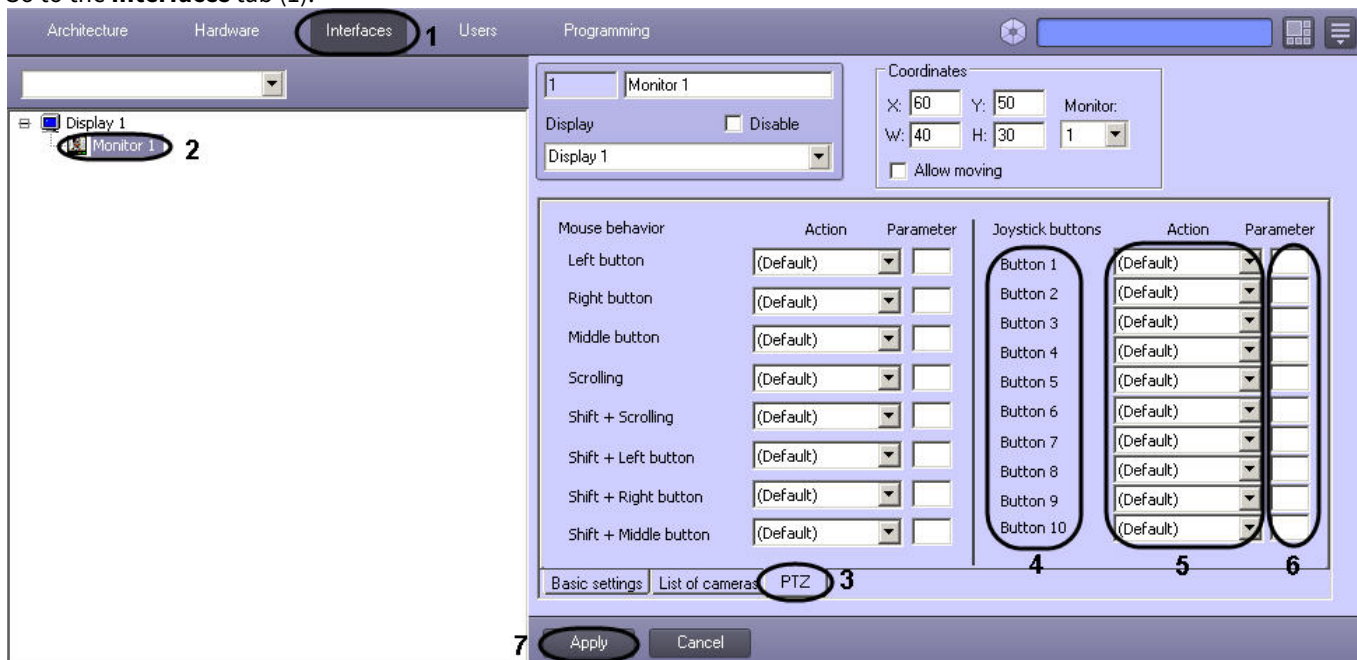 Go to the Interfaces tab (1).
Architecture Hardware Interfaces 1 Users Programming
1 Monitor 1
Display Disable
Display 1
Coordinates
X: 60 Y: 50 Monitor:
W: 40 H: 30 1
Allow moving
Display 1
Monitor 1 2
Mouse behavior Action Parameter
Left button (Default)
Right button (Default)
Middle button (Default)
Scrolling (Default)
Shift + Scrolling (Default)
Shift + Left button (Default)
Shift + Right button (Default)
Shift + Middle button (Default)
Joystick buttons Action Parameter
Button 1 (Default)
Button 2 (Default)
Button 3 (Default)
Button 4 (Default)
Button 5 (Default)
Button 6 (Default)
Button 7 (Default)
Button 8 (Default)
Button 9 (Default)
Button 10 (Default)
4 5 6
Basic settings List of cameras PTZ 3
7 Apply Cancel